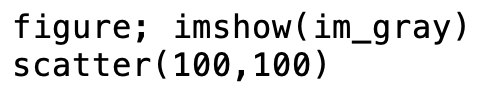 figure; imshow(im_gray)
scatter(100,100)